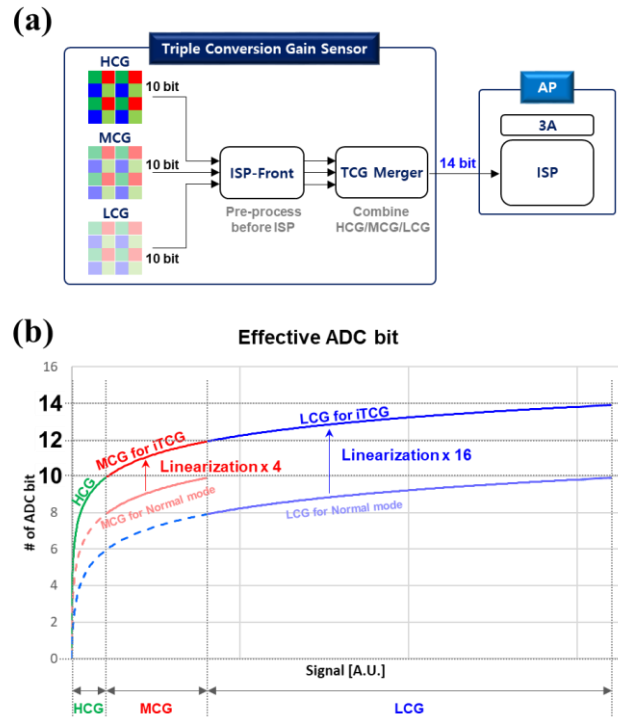 (a)
Triple Conversion Gain Sensor
HCG
10 bit
MCG
10 bit
LCG
10 bit
ISP-Front
Pre-process
before ISP
TCG Merger
Combine
HCG/MCG/LCG
14 bit
AP
3A
ISP
(b)
Effective ADC bit
# of ADC bit
16
14
12
10
8
6
4
2
0
HCG
MCG for iTCG
LCG for iTCG
Linearization x 4
Linearization x 16
MCG for Normal mode
LCG for Normal mode
Signal [A.U.]
HCG
MCG
LCG